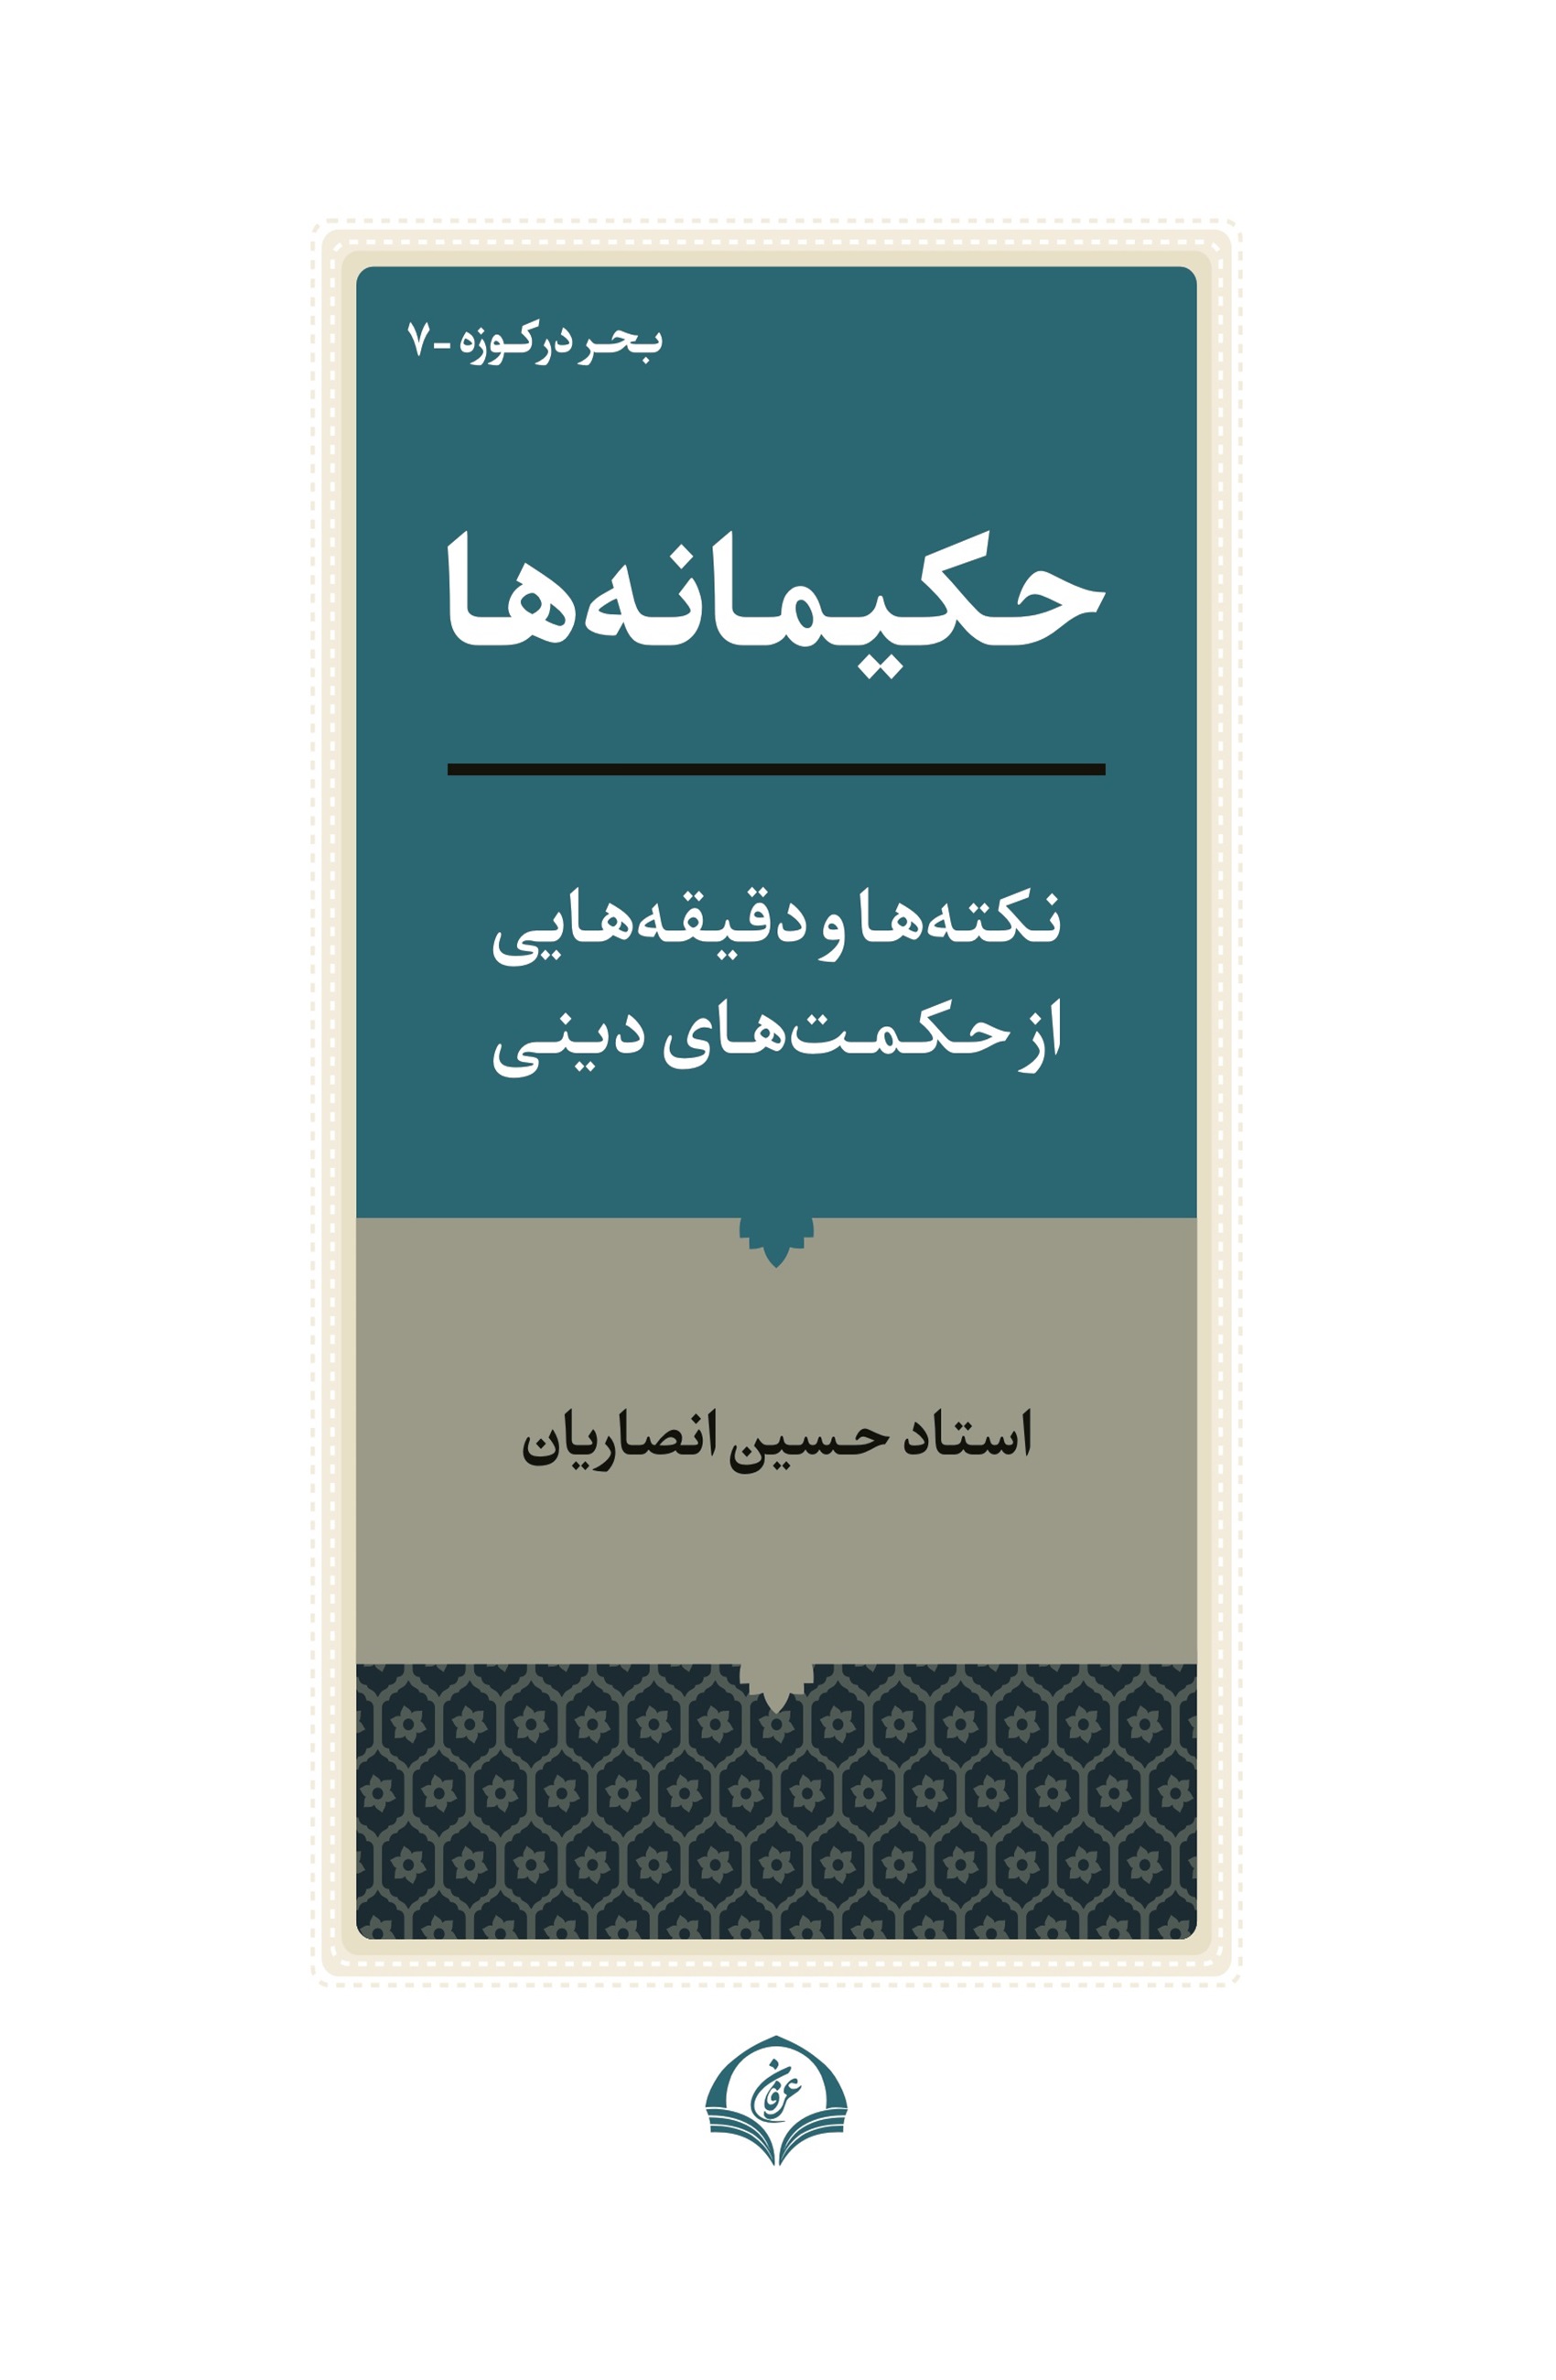 بحر در کوزه - ۷
حکیمانه‌ها
نکته‌ها و دقیقه‌هایی
از حکمت‌های دینی
استاد حسین انصاریان